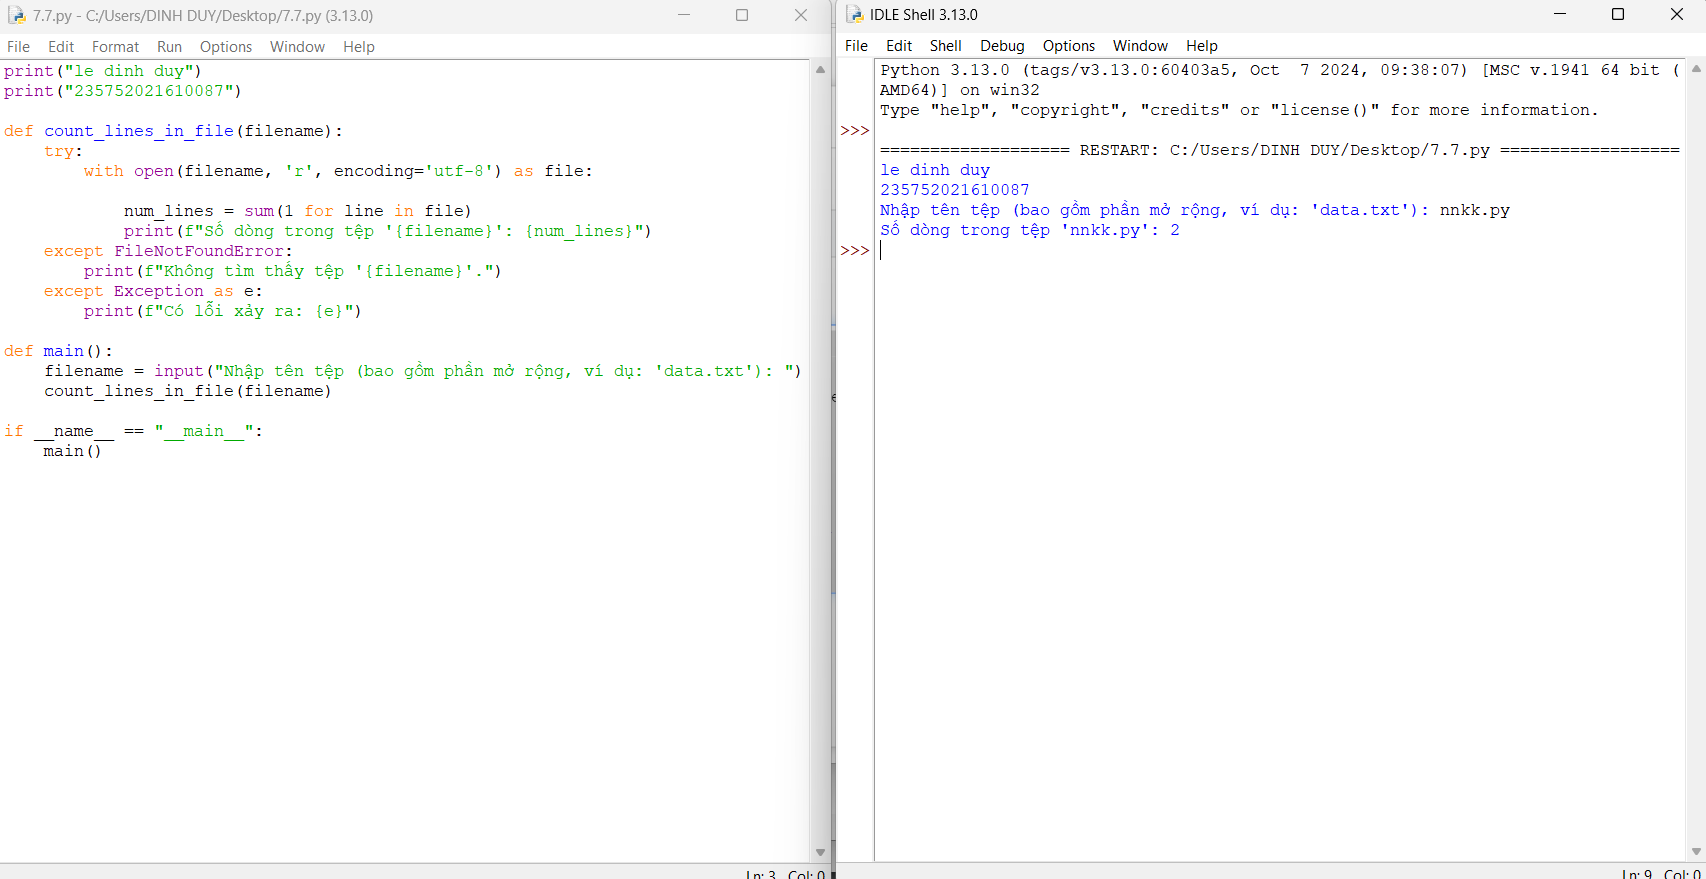 7.7.py - C:/Users/DINH DUY/Desktop/7.7.py (3.13.0)
File Edit Format Run Options Window Help
print("le dinh duy")
print("235752021610087")
def count_lines_in_file(filename):
    try:
        with open(filename, 'r', encoding='utf-8') as file:
            num_lines = sum(1 for line in file)
            print(f"Số dòng trong tệp '{filename}': {num_lines}")
    except FileNotFoundError:
        print(f"Không tìm thấy tệp '{filename}'.")
    except Exception as e:
        print(f"Có lỗi xảy ra: {e}")
def main():
    filename = input("Nhập tên tệp (bao gồm phần mở rộng, ví dụ: 'data.txt'): ")
    count_lines_in_file(filename)
if __name__ == "__main__":
    main()
Ln: 3 Col: 0
IDLE Shell 3.13.0
File Edit Shell Debug Options Window Help
Python 3.13.0 (tags/v3.13.0:60403a5, Oct  7 2024, 09:38:07) [MSC v.1941 64 bit (
AMD64)] on win32
Type "help", "copyright", "credits" or "license()" for more information.
>>>
=================== RESTART: C:/Users/DINH DUY/Desktop/7.7.py ==================
le dinh duy
235752021610087
Nhập tên tệp (bao gồm phần mở rộng, ví dụ: 'data.txt'): nnkk.py
Số dòng trong tệp 'nnkk.py': 2
>>>
Ln: 9 Col: 0